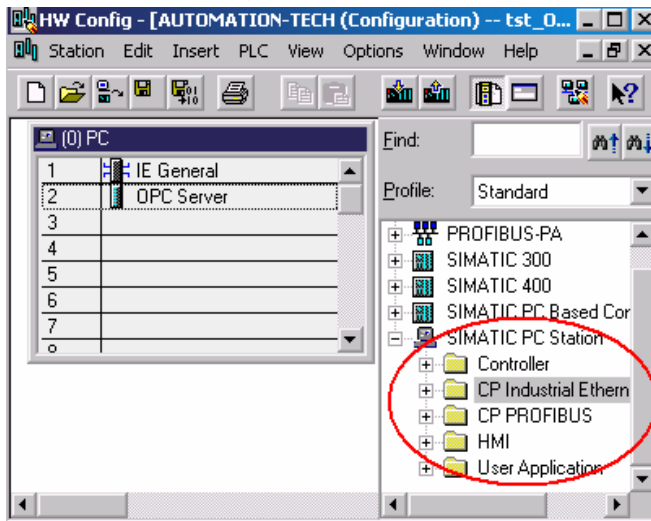 HW Config - [AUTOMATION-TECH (Configuration) -- tst_O...
Station Edit Insert PLC View Options Window Help
(0) PC
1 IE General
2 OPC Server
3
4
5
6
7
Find:
Profile: Standard
PROFIBUS-PA
SIMATIC 300
SIMATIC 400
SIMATIC PC Based Cor
SIMATIC PC Station
Controller
CP Industrial Ethern
CP PROFIBUS
HMI
User Application